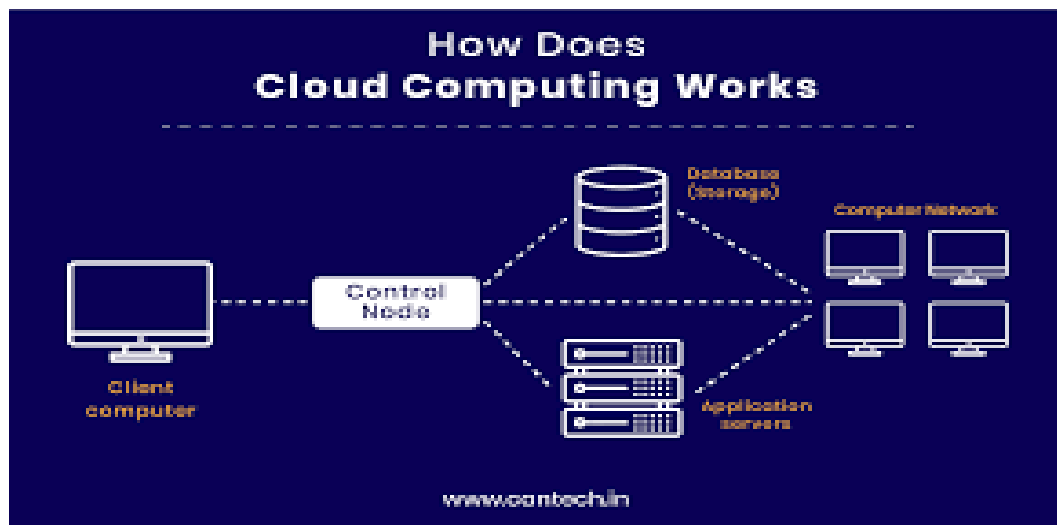 How Does
Cloud Computing Works
Database
(Storage)
Computer Network
Control
Node
Client
computer
Application
servers
www.cantech.in